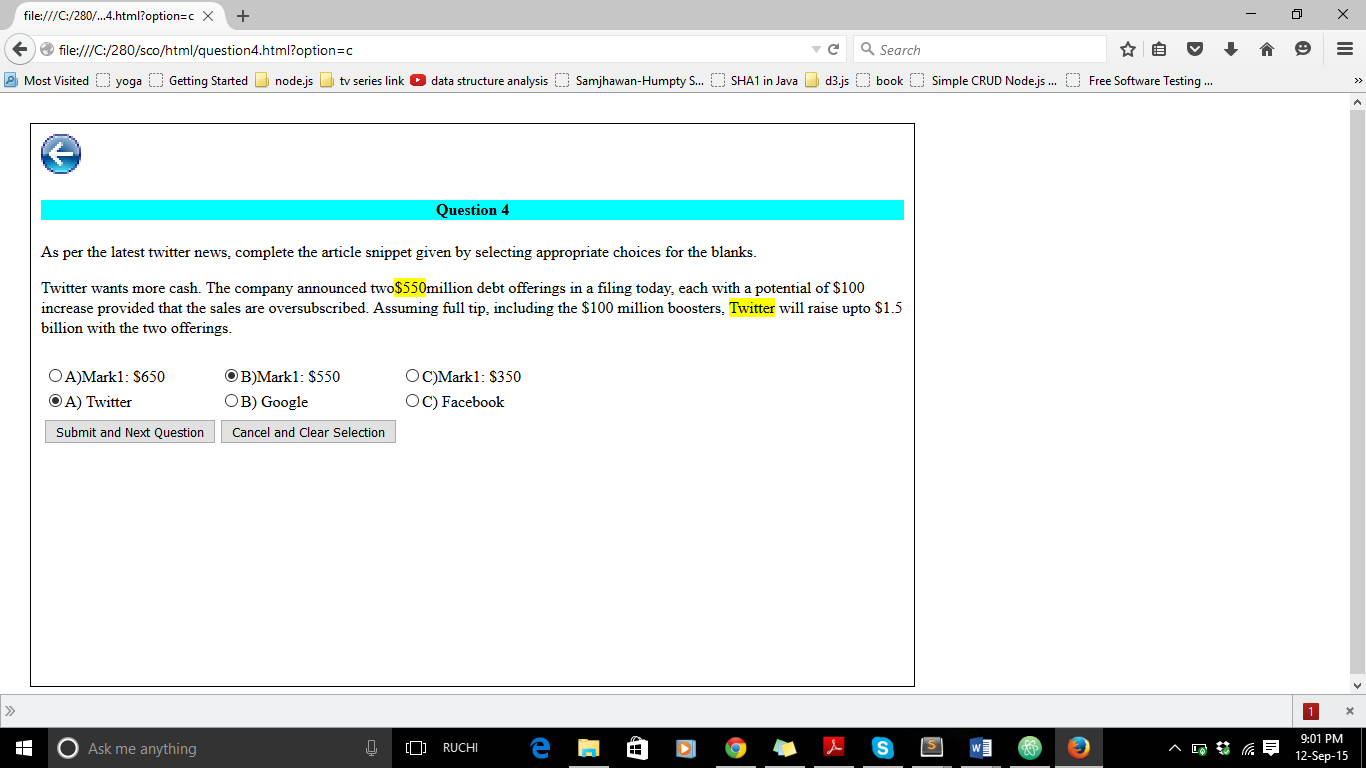 file:///C:/280/...4.html?option=c
file:///C:/280/sco/html/question4.html?option=c
Search
Most Visited yoga Getting Started node.js tv series link data structure analysis Samjhawan-Humpty S... SHA1 in Java d3.js book Simple CRUD Node.js ... Free Software Testing ...
Question 4
As per the latest twitter news, complete the article snippet given by selecting appropriate choices for the blanks.
Twitter wants more cash. The company announced two$550million debt offerings in a filing today, each with a potential of $100
increase provided that the sales are oversubscribed. Assuming full tip, including the $100 million boosters, Twitter will raise upto $1.5
billion with the two offerings.
A)Mark1: $650 B)Mark1: $550 C)Mark1: $350
A) Twitter B) Google C) Facebook
Submit and Next Question Cancel and Clear Selection
1
Ask me anything RUCHI
9:01 PM
12-Sep-15